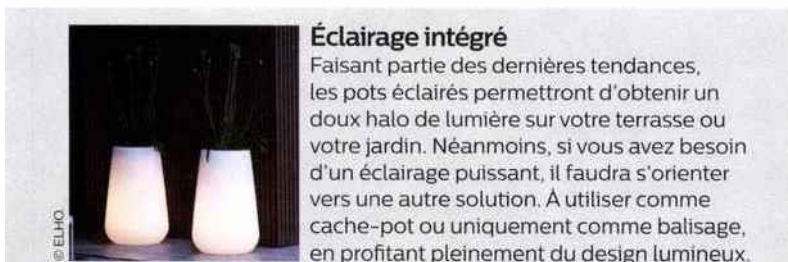 Éclairage intégré
Faisant partie des dernières tendances,
les pots éclairés permettront d'obtenir un
doux halo de lumière sur votre terrasse ou
votre jardin. Néanmoins, si vous avez besoin
d'un éclairage puissant, il faudra s'orienter
vers une autre solution. À utiliser comme
cache-pot ou uniquement comme balisage,
en profitant pleinement du design lumineux.
© ELHO